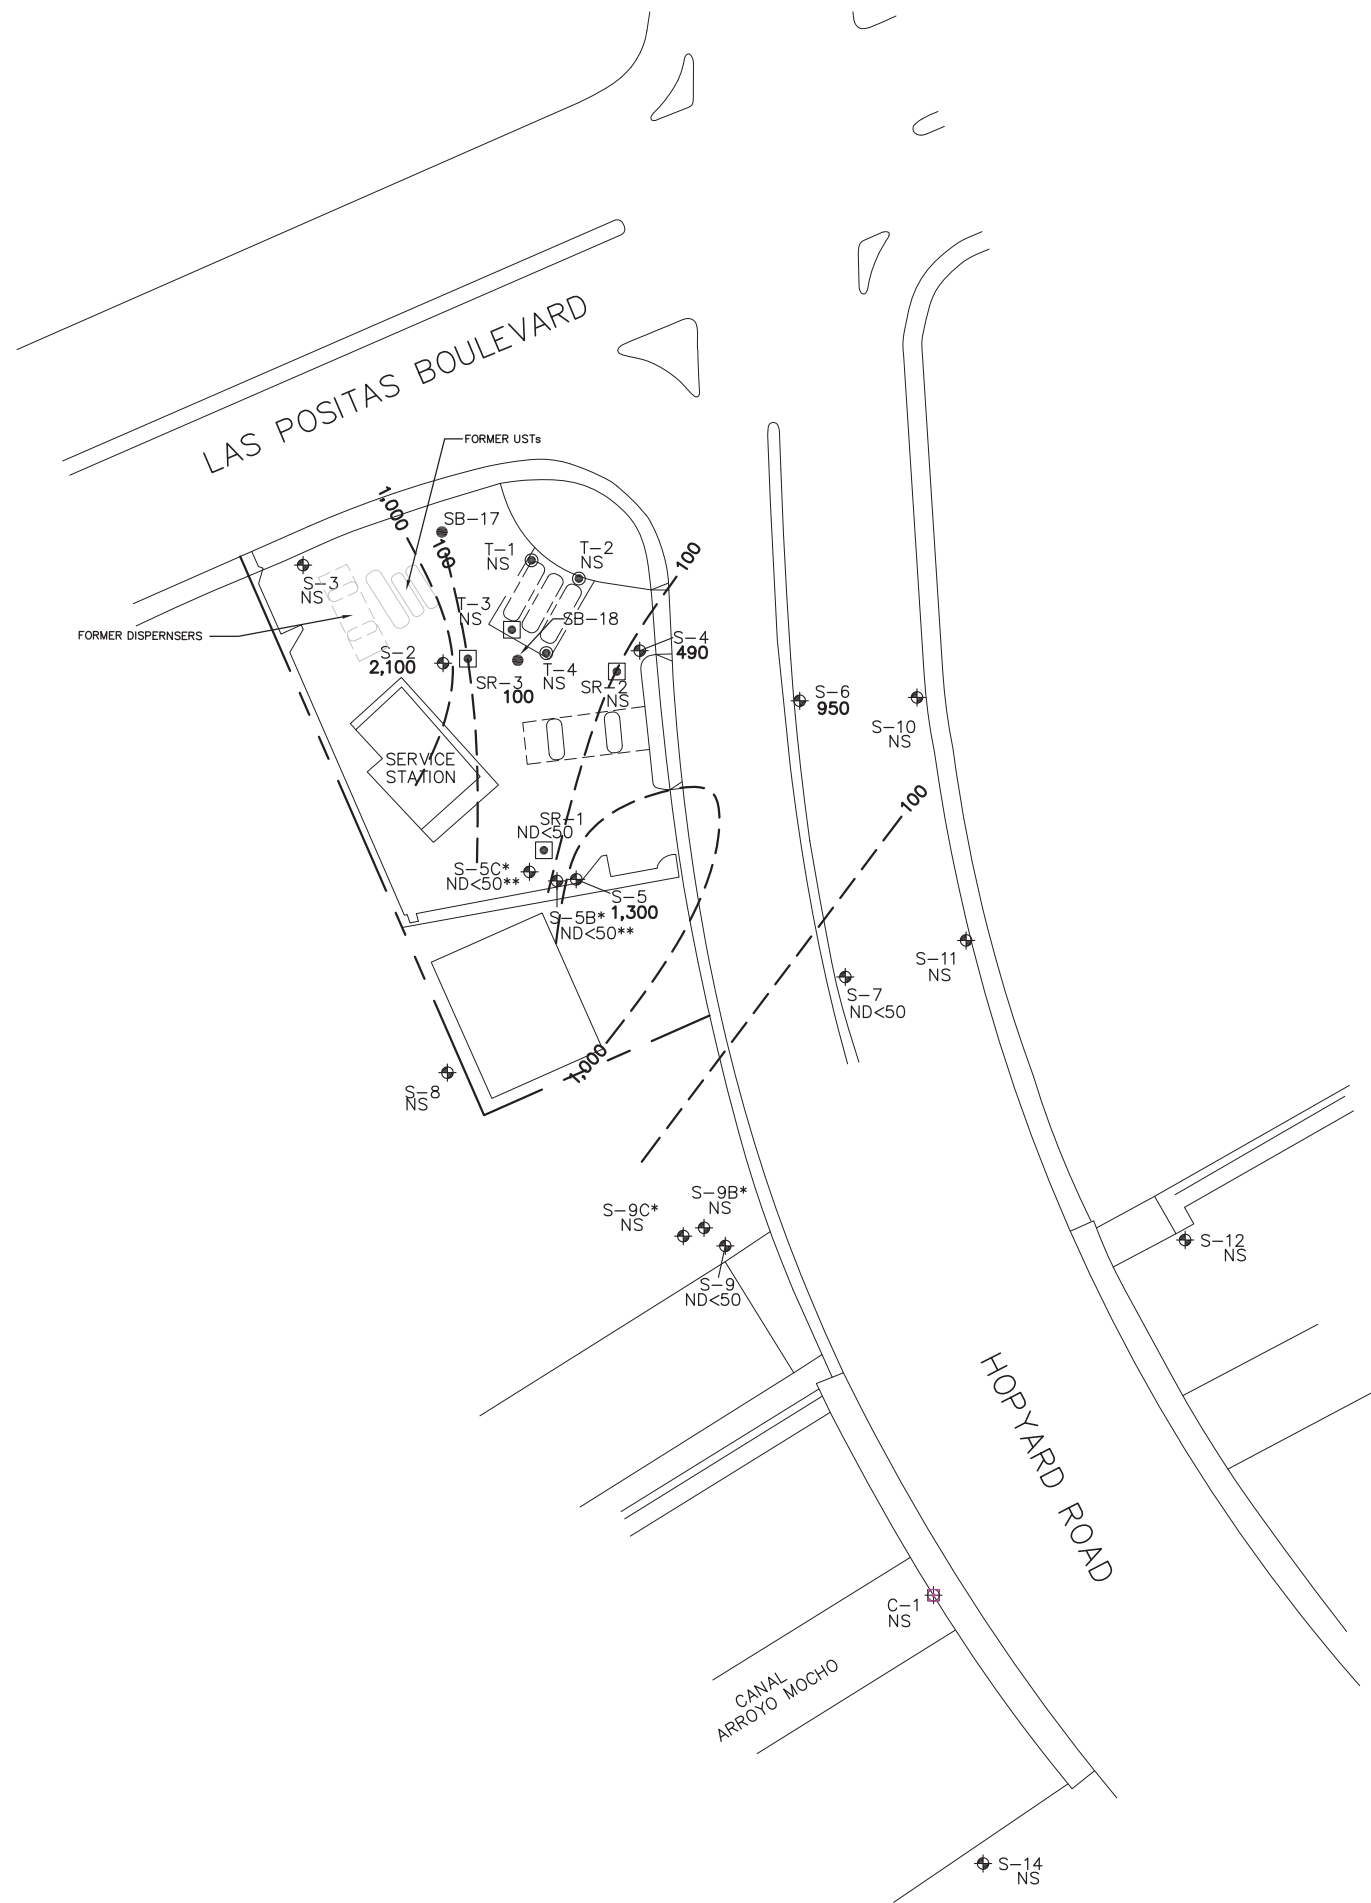 LAS POSITAS BOULEVARD
FORMER USTs
1,000
SB-17
100
T-1
NS
T-2
NS
100
S-3
NS
T-3
NS
SB-18
FORMER DISPERNSERS
S-2
2,100
S-4
490
T-4
NS
SR-3
100
SR-2
NS
S-6
950
S-10
NS
SERVICE
STATION
100
SR-1
ND<50
S-5C*
ND<50**
S-5
1,300
S-5B*
ND<50**
S-11
NS
S-7
ND<50
1,000
S-8
NS
S-9B*
NS
S-9C*
NS
S-12
NS
S-9
ND<50
HOPYARD ROAD
C-1
NS
CANAL
ARROYO MOCHO
S-14
NS